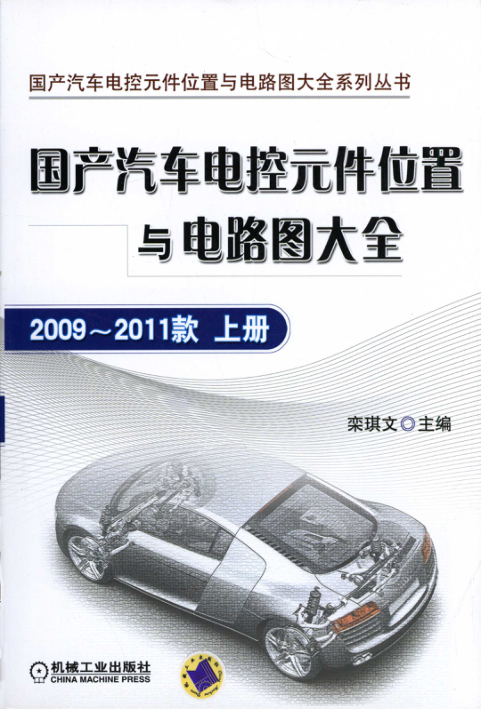 国产汽车电控元件位置与电路图大全系列丛书
国产汽车电控元件位置
与电路图大全
2009～2011款 上册
栾琪文◎主编
机械工业出版社
CHINA MACHINE PRESS